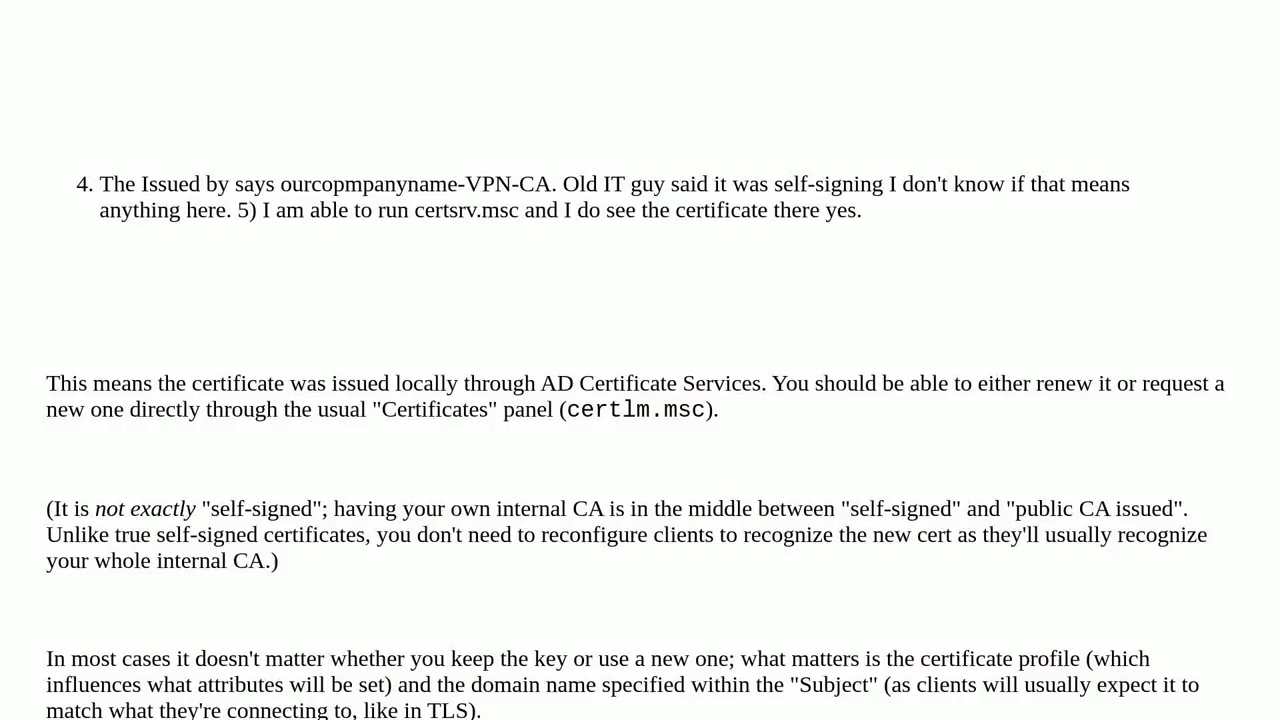 4. The Issued by says ourcopmpanyname-VPN-CA. Old IT guy said it was self-signing I don't know if that means
anything here. 5) I am able to run certsrv.msc and I do see the certificate there yes.
This means the certificate was issued locally through AD Certificate Services. You should be able to either renew it or request a
new one directly through the usual "Certificates" panel (certlm.msc).
(It is not exactly "self-signed"; having your own internal CA is in the middle between "self-signed" and "public CA issued".
Unlike true self-signed certificates, you don't need to reconfigure clients to recognize the new cert as they'll usually recognize
your whole internal CA.)
In most cases it doesn't matter whether you keep the key or use a new one; what matters is the certificate profile (which
influences what attributes will be set) and the domain name specified within the "Subject" (as clients will usually expect it to
match what they're connecting to, like in TLS).